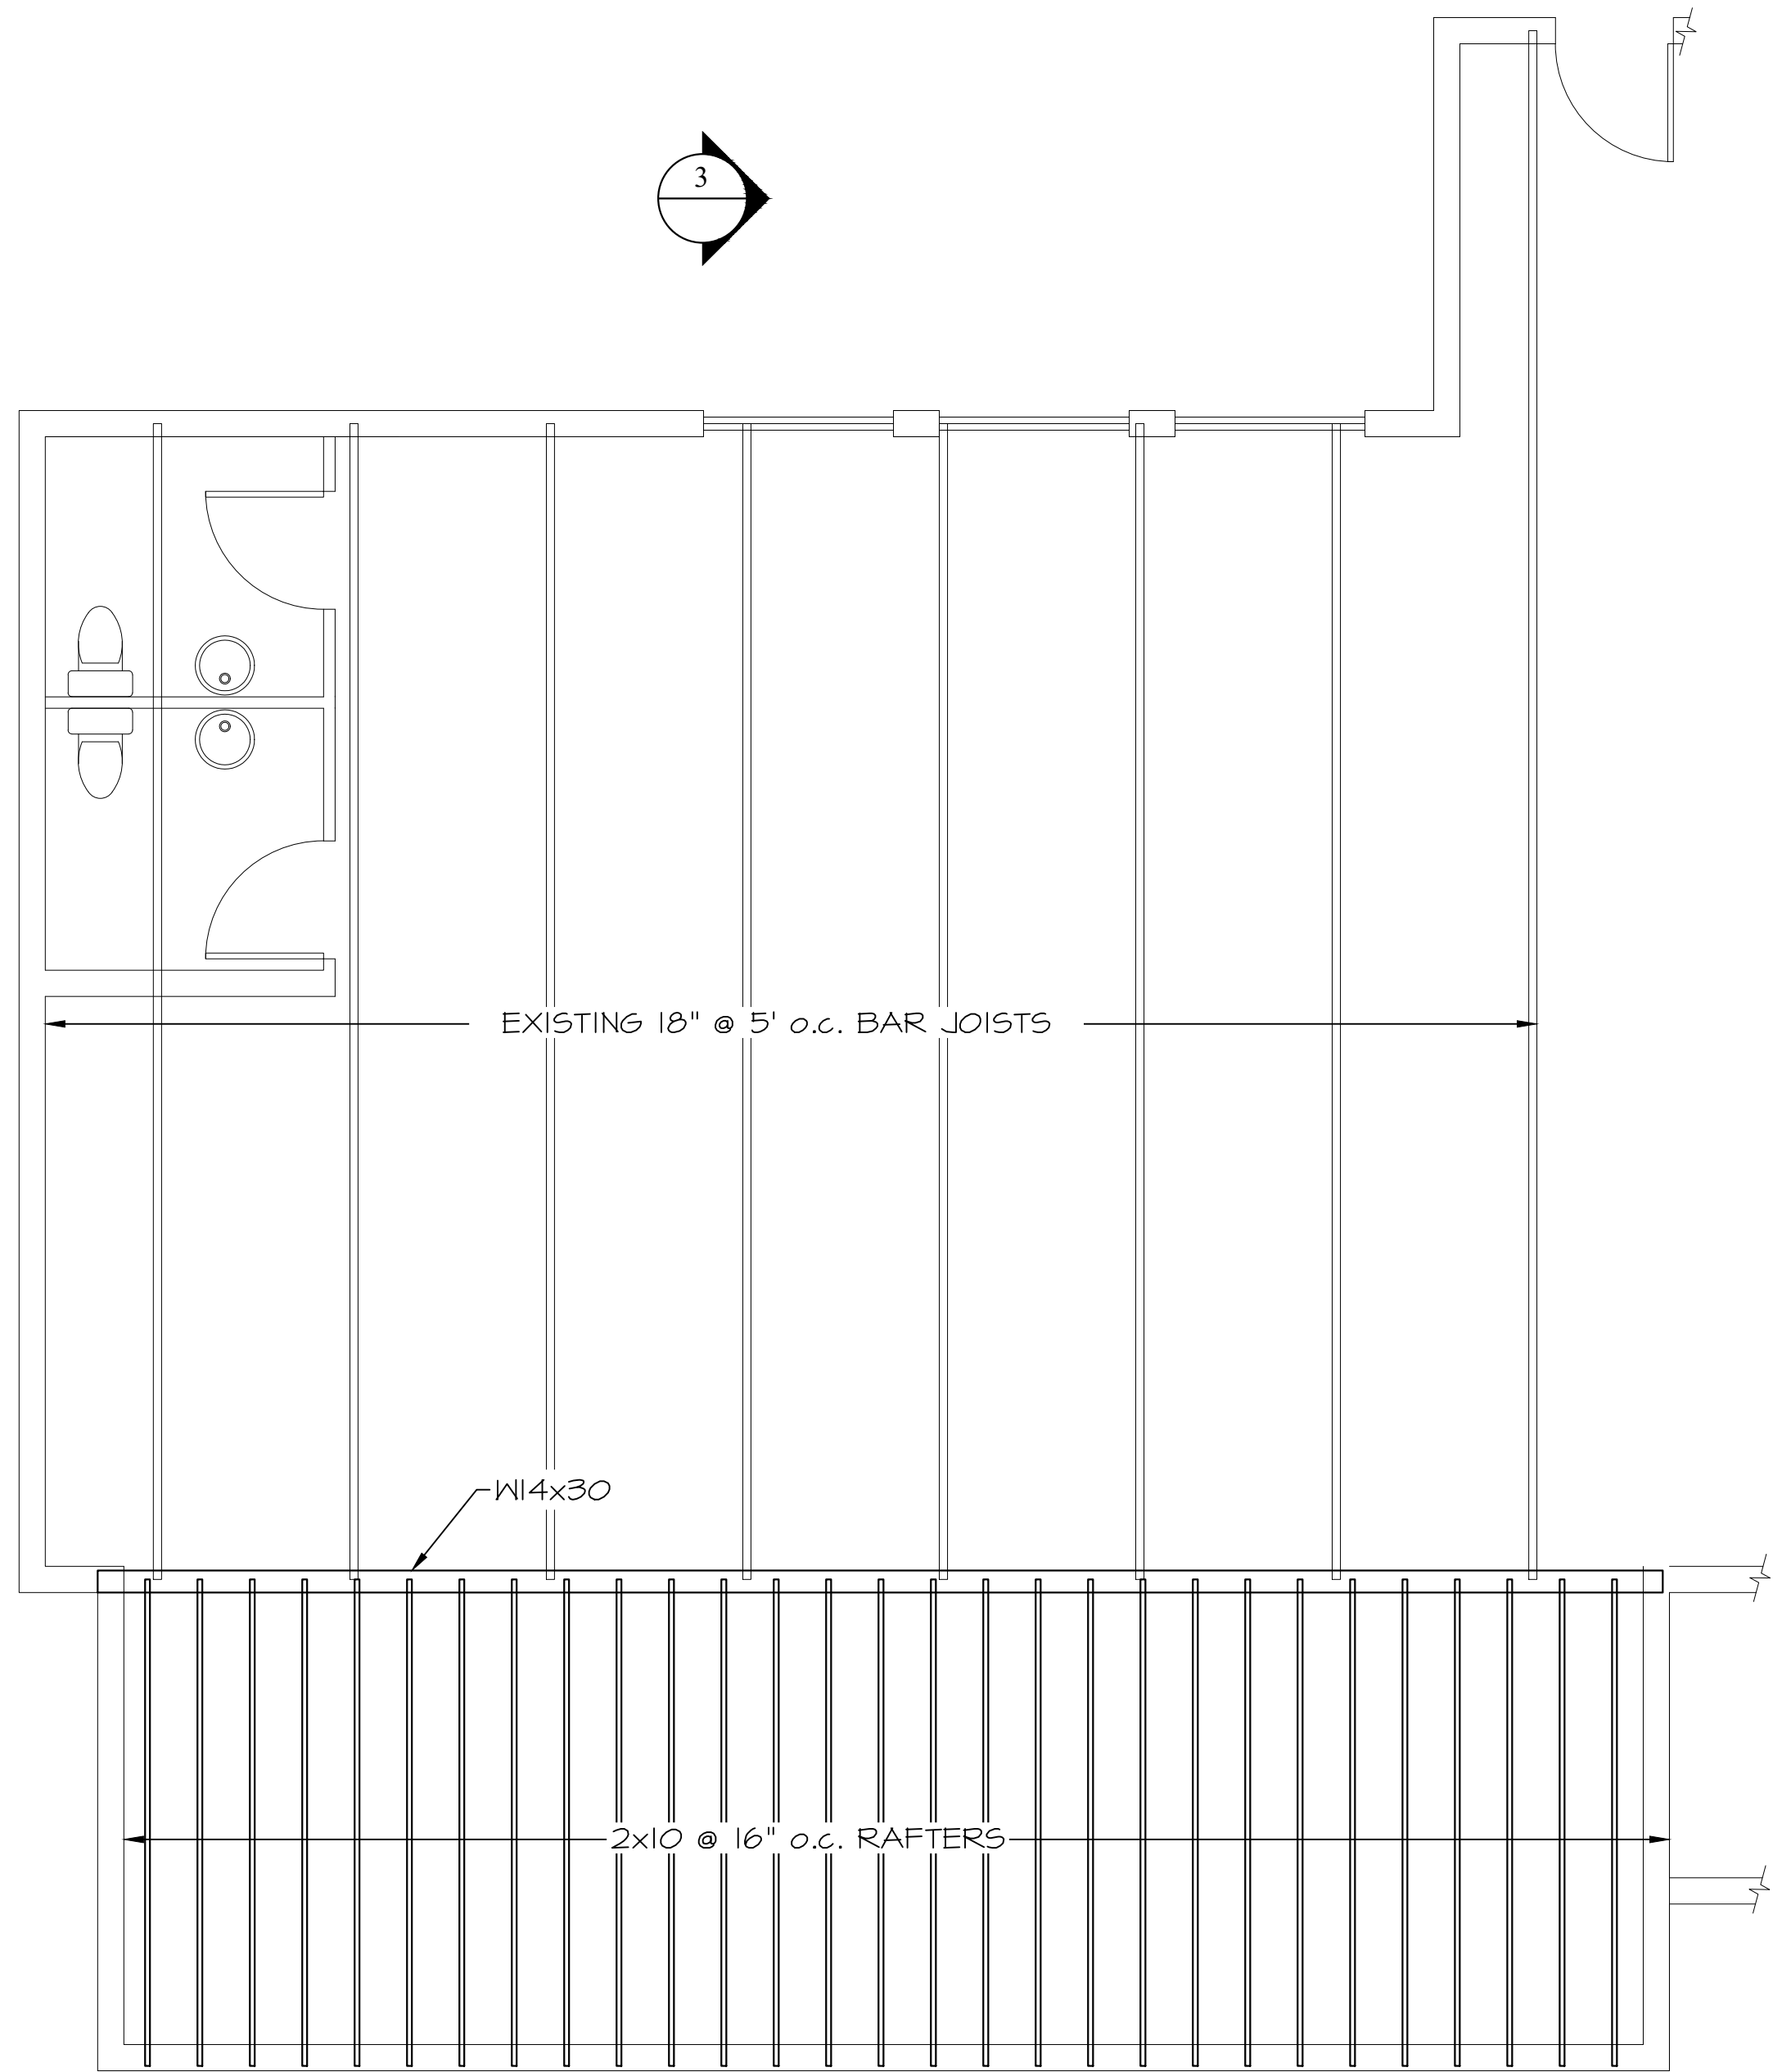 3
EXISTING 18" @ 5' o.c. BAR JOISTS
W14x30
2x10 @ 16" o.c. RAFTERS